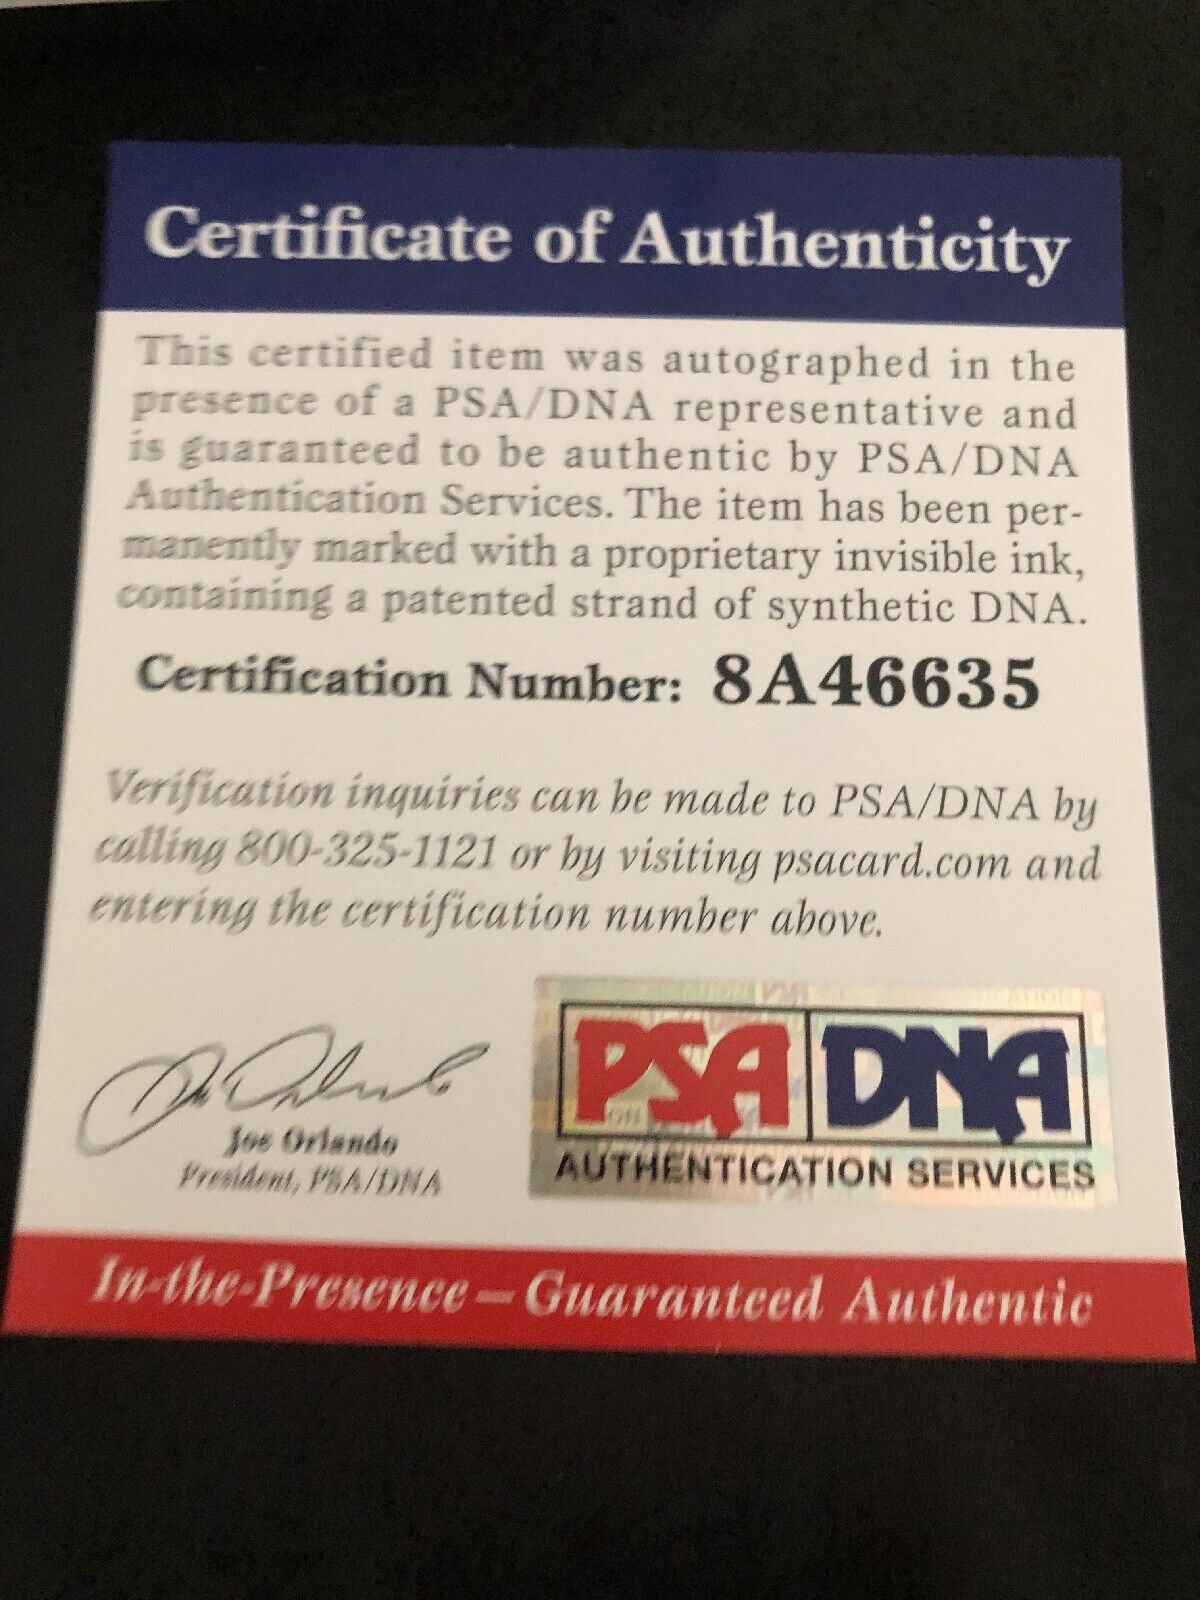 Certificate of Authenticity
This certified item was autographed in the
presence of a PSA/DNA representative and
is guaranteed to be authentic by PSA/DNA
Authentication Services. The item has been per-
manently marked with a proprietary invisible ink,
containing a patented strand of synthetic DNA.
Certification Number: 8A46635
Verification inquiries can be made to PSA/DNA by
calling 800-325-1121 or by visiting psacard.com and
entering the certification number above.
Joe Orlando
President, PSA/DNA
PSA DNA
AUTHENTICATION SERVICES
In-the-Presence – Guaranteed Authentic